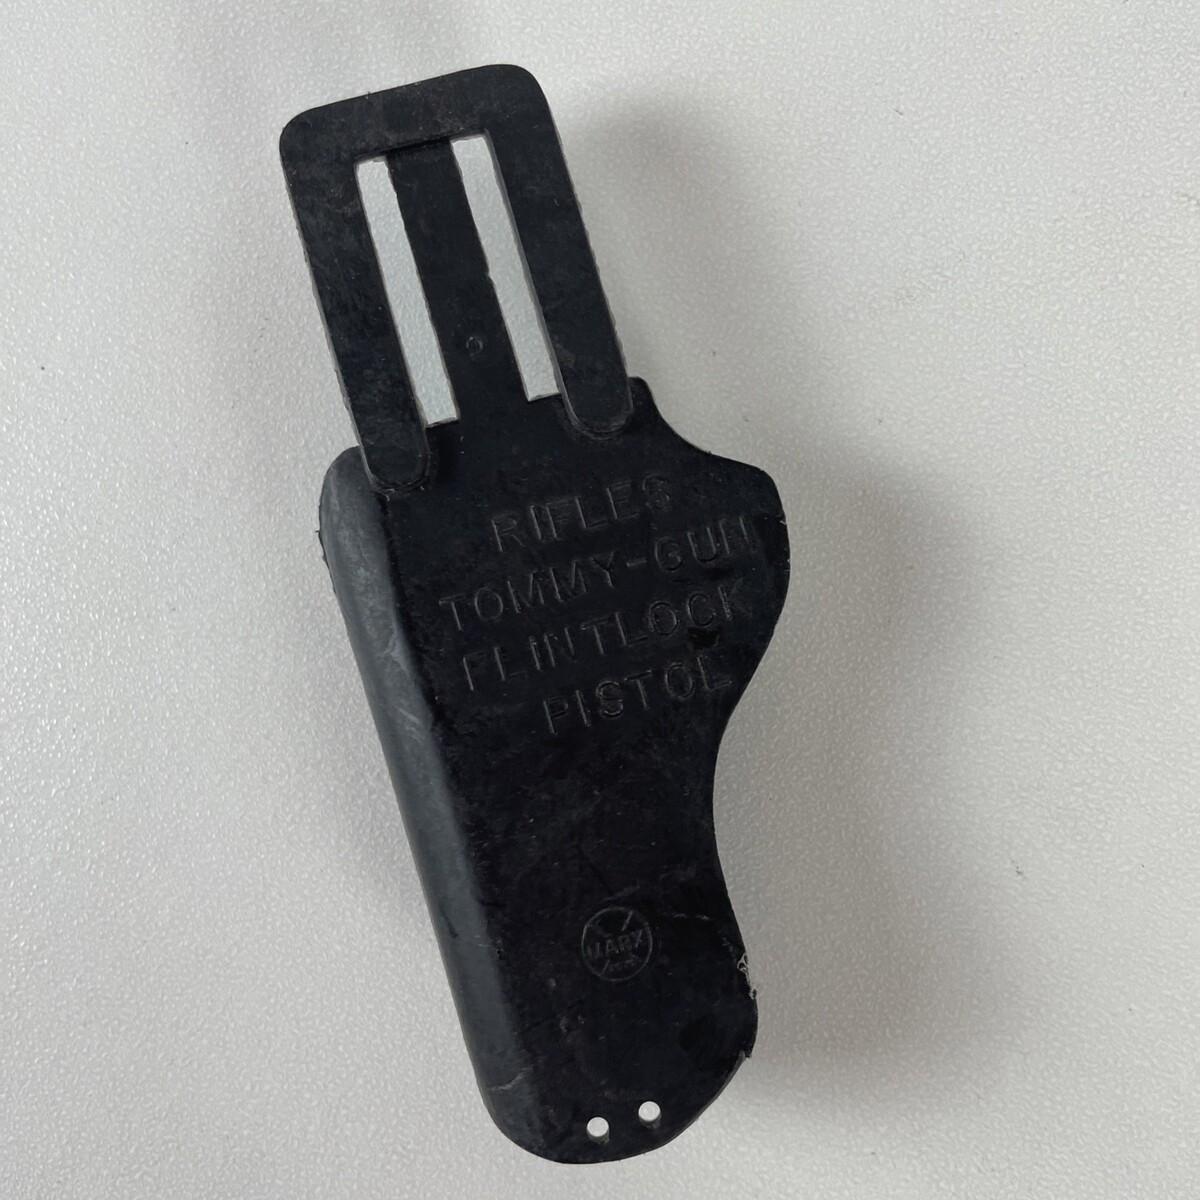 RIFLES
TOMMY-GUN
FLINTLOCK
PISTOL
MARX